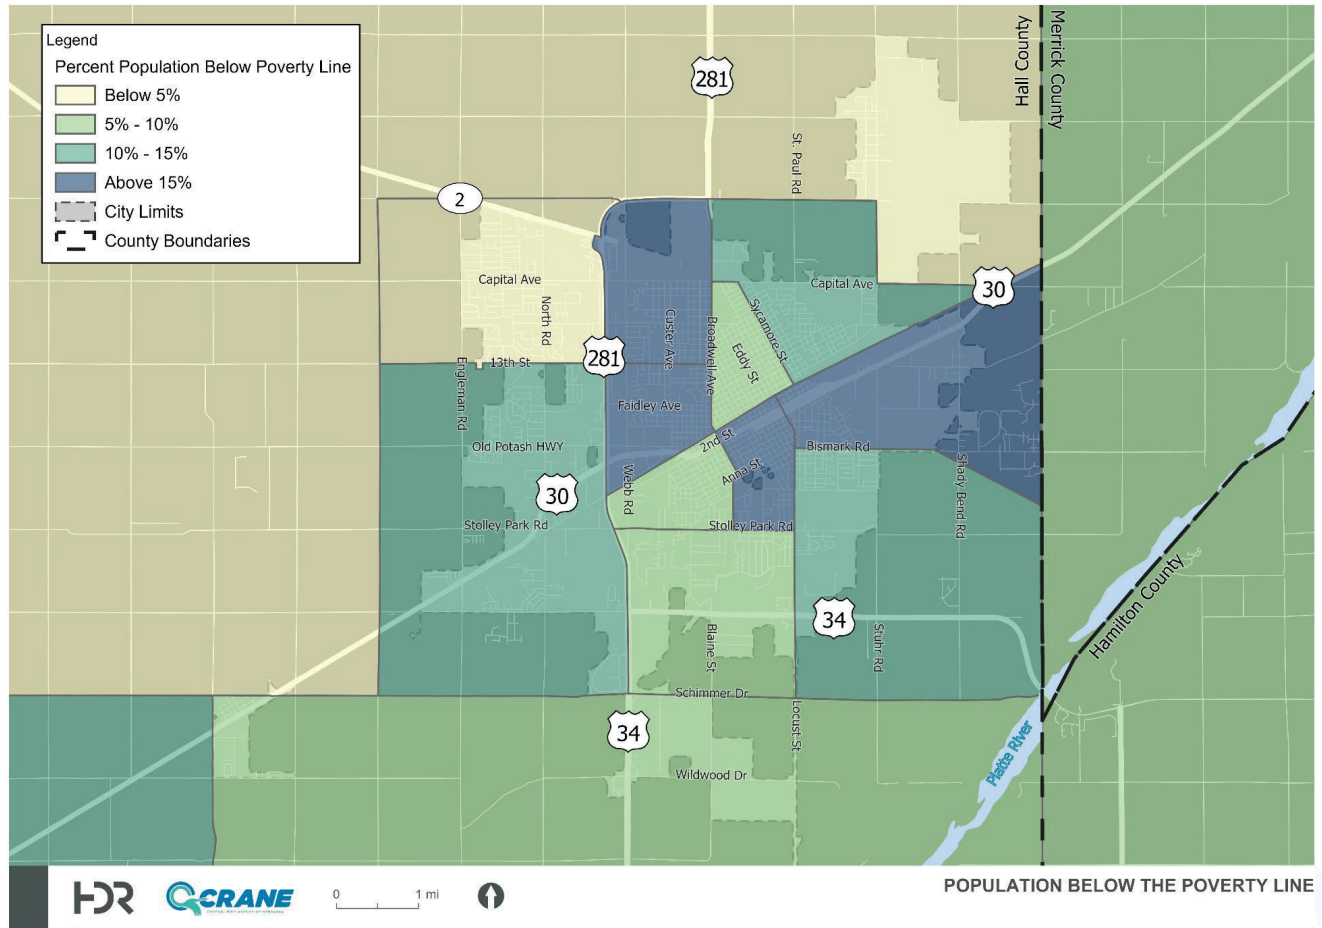 Legend
Percent Population Below Poverty Line
Below 5%
5% - 10%
10% - 15%
Above 15%
City Limits
County Boundaries
281
Hall County
Merrick County
St. Paul Rd
2
Capital Ave
Capital Ave
30
North Rd
Custer Ave
Broadwell Ave
Sycamore St
Eddy St
281
13th St
Engleman Rd
Faidley Ave
Old Potash HWY
2nd St
Bismark Rd
Anna St
Webb Rd
Shady Bend Rd
30
Stolley Park Rd
Stolley Park Rd
34
Hamilton County
Blaine St
Stuhr Rd
Schimmer Dr
Locust St
34
Platte River
Wildwood Dr
HDR
CRANE
0 1 mi
POPULATION BELOW THE POVERTY LINE